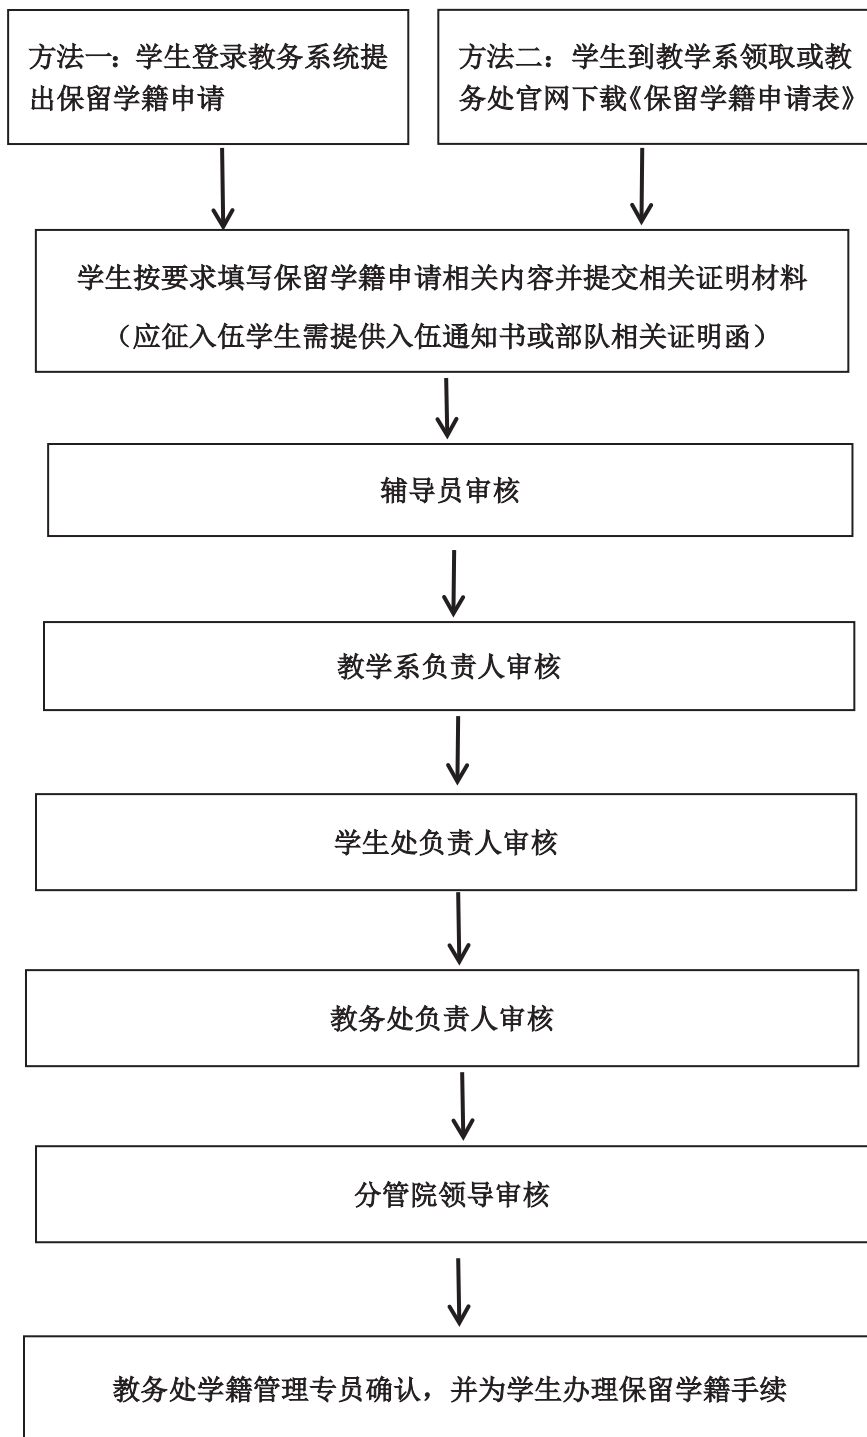 方法一：学生登录教务系统提
出保留学籍申请
方法二：学生到教学系领取或教
务处官网下载《保留学籍申请表》
学生按要求填写保留学籍申请相关内容并提交相关证明材料
（应征入伍学生需提供入伍通知书或部队相关证明函）
辅导员审核
教学系负责人审核
学生处负责人审核
教务处负责人审核
分管院领导审核
教务处学籍管理专员确认，并为学生办理保留学籍手续